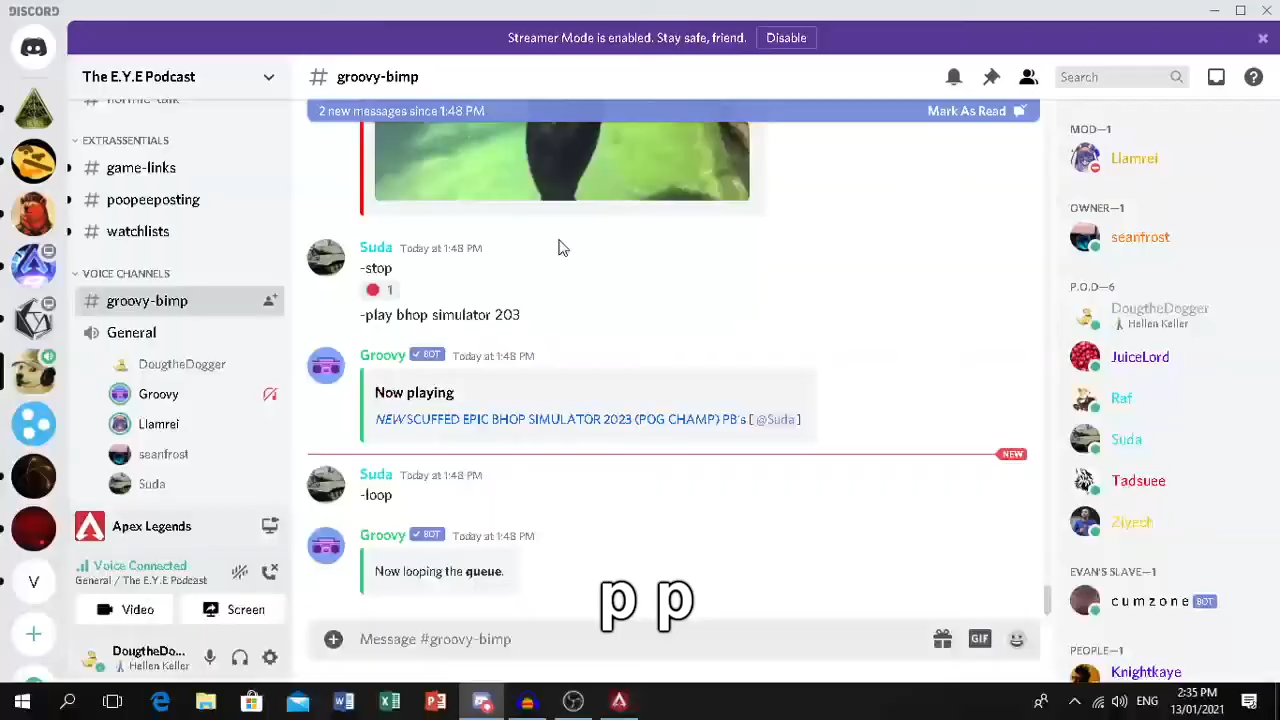 DISCORD
Streamer Mode is enabled. Stay safe, friend.
Disable
The E.Y.E Podcast
groovy-bimp
Search
2 new messages since 1:48 PM
Mark As Read
EXTRASSENTIALS
game-links
poopeeposting
watchlists
VOICE CHANNELS
groovy-bimp
General
DougtheDogger
Groovy
Llamrei
seanfrost
Suda
Apex Legends
Voice Connected
General / The E.Y.E Podcast
Video
Screen
DougtheDo...
Hellen Keller
V
Suda Today at 1:48 PM
-stop
1
-play bhop simulator 203
Groovy BOT Today at 1:48 PM
Now playing
NEW SCUFFED EPIC BHOP SIMULATOR 2023 (POG CHAMP) PB's [ @Suda ]
NEW
Suda Today at 1:48 PM
-loop
Groovy BOT Today at 1:48 PM
Now looping the queue.
p p
Message #groovy-bimp
GIF
MOD—1
Llamrei
OWNER—1
seanfrost
P.O.D—6
DougtheDogger
Hellen Keller
JuiceLord
Raf
Suda
Tadsuee
Ziyech
EVAN'S SLAVE—1
c u m z o n e BOT
PEOPLE—1
Knightkaye
ENG
2:35 PM
13/01/2021